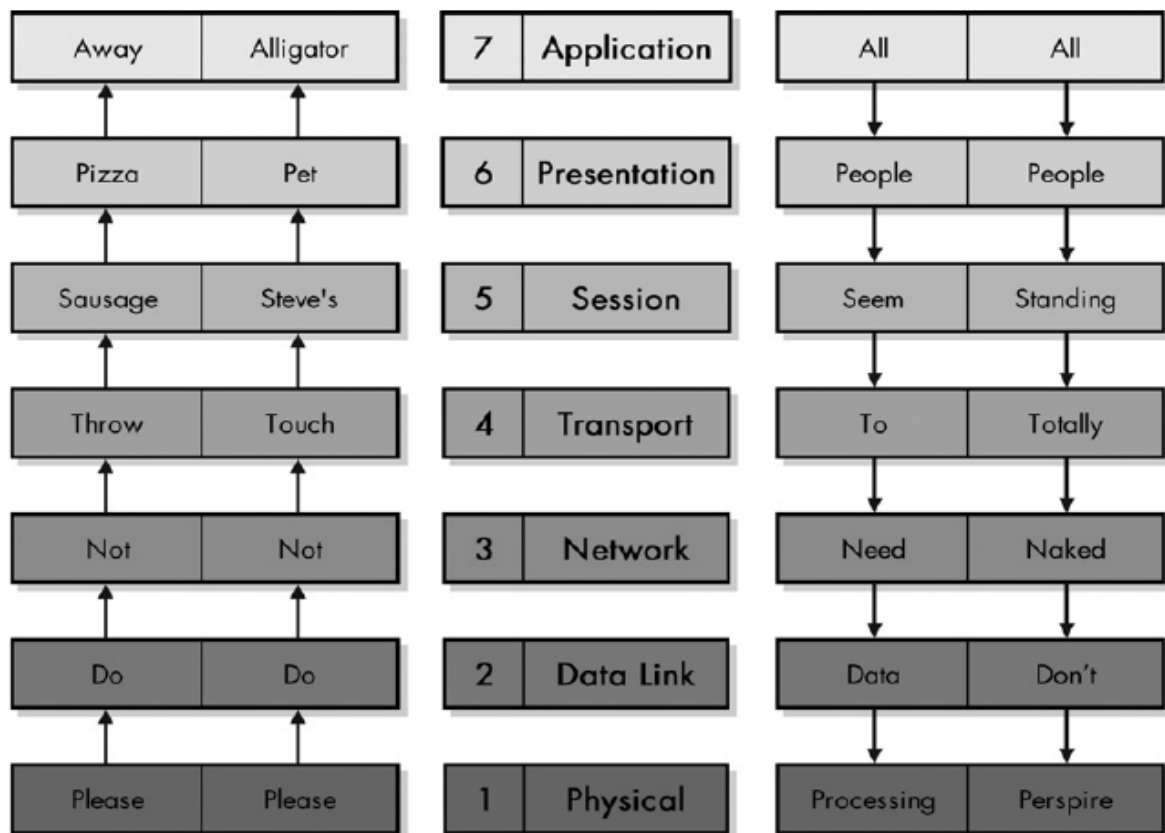 Away Alligator 7 Application All All
Pizza Pet 6 Presentation People People
Sausage Steve's 5 Session Seem Standing
Throw Touch 4 Transport To Totally
Not Not 3 Network Need Naked
Do Do 2 Data Link Data Don't
Please Please 1 Physical Processing Perspire